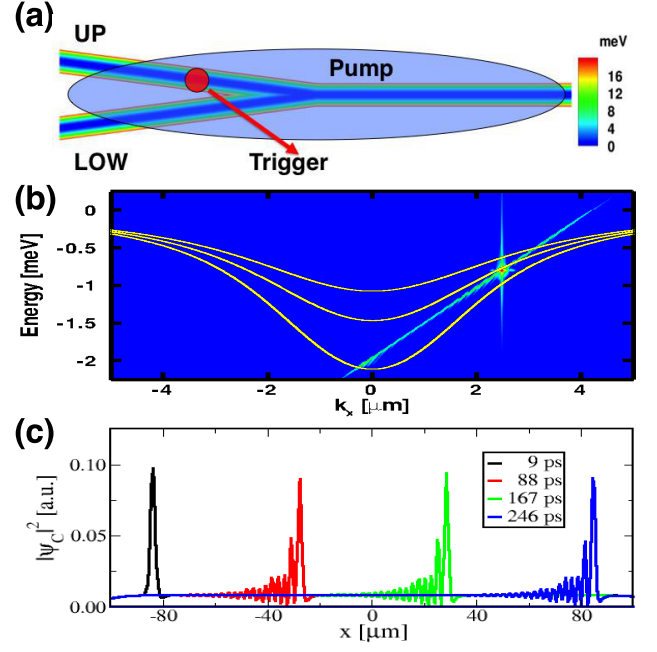 (a)
UP
LOW
Pump
Trigger
meV
16
12
8
4
0
(b)
Energy [meV]
0
-0.5
-1
-1.5
-2
-4 -2 0 2 4
kₓ [μm]
(c)
|ψ_C|² [a.u.]
0.10
0.05
0.00
9 ps
88 ps
167 ps
246 ps
-80 -40 0 40 80
x [μm]